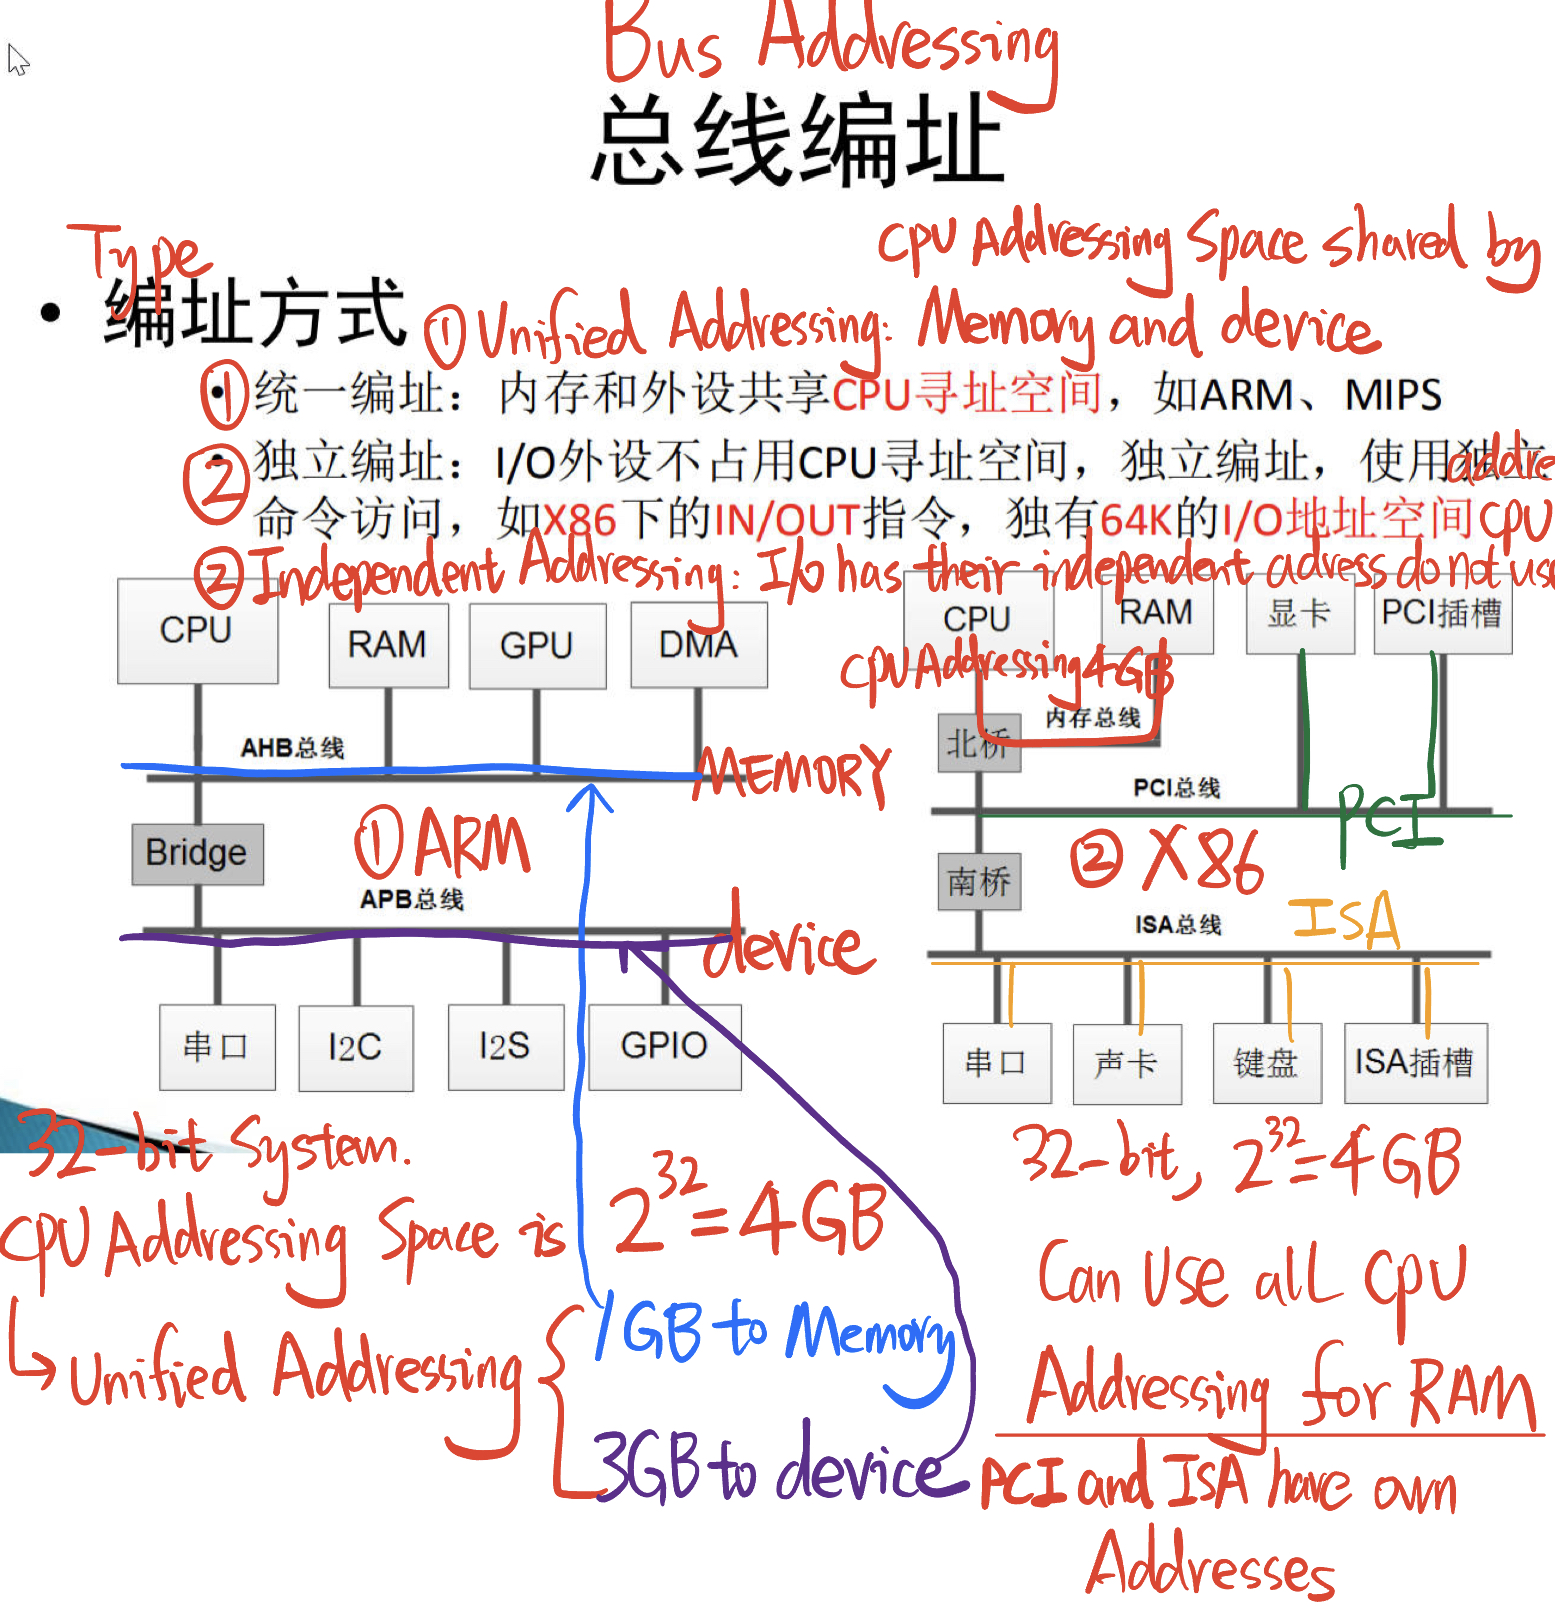 Bus Addressing
总线编址
Type
CPU Addressing Space shared by
• 编址方式
① Unified Addressing: Memory and device
① 统一编址：内存和外设共享CPU寻址空间，如ARM、MIPS
② 独立编址：I/O外设不占用CPU寻址空间，独立编址，使用独立
addre
命令访问，如X86下的IN/OUT指令，独有64K的I/O地址空间
CPU
② Independent Addressing: I/o has their independent adress do not use
CPU
RAM
GPU
DMA
AHB总线
MEMORY
Bridge
① ARM
APB总线
device
串口
I2C
I2S
GPIO
CPU
RAM
显卡
PCI插槽
CPU Addressing 4GB
北桥
内存总线
PCI总线
PCI
南桥
② X86
ISA总线
ISA
串口
声卡
键盘
ISA插槽
32-bit System.
CPU Addressing Space is 2^32=4GB
Unified Addressing
1GB to Memory
3GB to device
32-bit, 2^32=4GB
Can Use all CPU
Addressing for RAM
PCI and ISA have own
Addresses